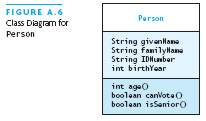 FIGURE A.6
Class Diagram for
Person
Person
String givenName
String familyName
String IDNumber
int birthYear
int age()
boolean canVote()
boolean isSenior()